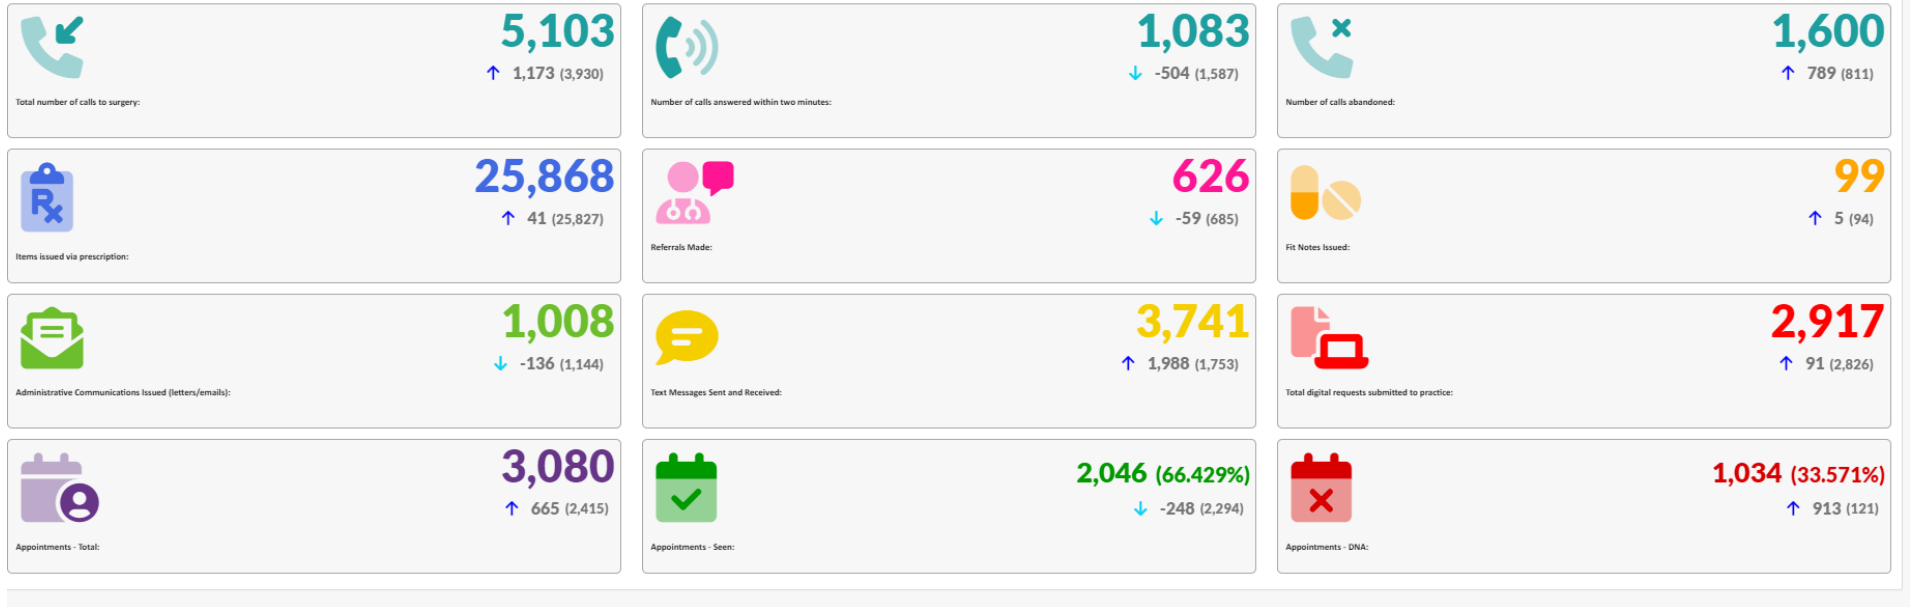 5,103
↑ 1,173 (3,930)
Total number of calls to surgery:
1,083
↓ -504 (1,587)
Number of calls answered within two minutes:
1,600
↑ 789 (811)
Number of calls abandoned:
Rx
25,868
↑ 41 (25,827)
Items issued via prescription:
626
↓ -59 (685)
Referrals Made:
99
↑ 5 (94)
Fit Notes Issued:
1,008
↓ -136 (1,144)
Administrative Communications Issued (letters/emails):
3,741
↑ 1,988 (1,753)
Text Messages Sent and Received:
2,917
↑ 91 (2,826)
Total digital requests submitted to practice:
3,080
↑ 665 (2,415)
Appointments - Total:
2,046 (66.429%)
↓ -248 (2,294)
Appointments - Seen:
1,034 (33.571%)
↑ 913 (121)
Appointments - DNA: